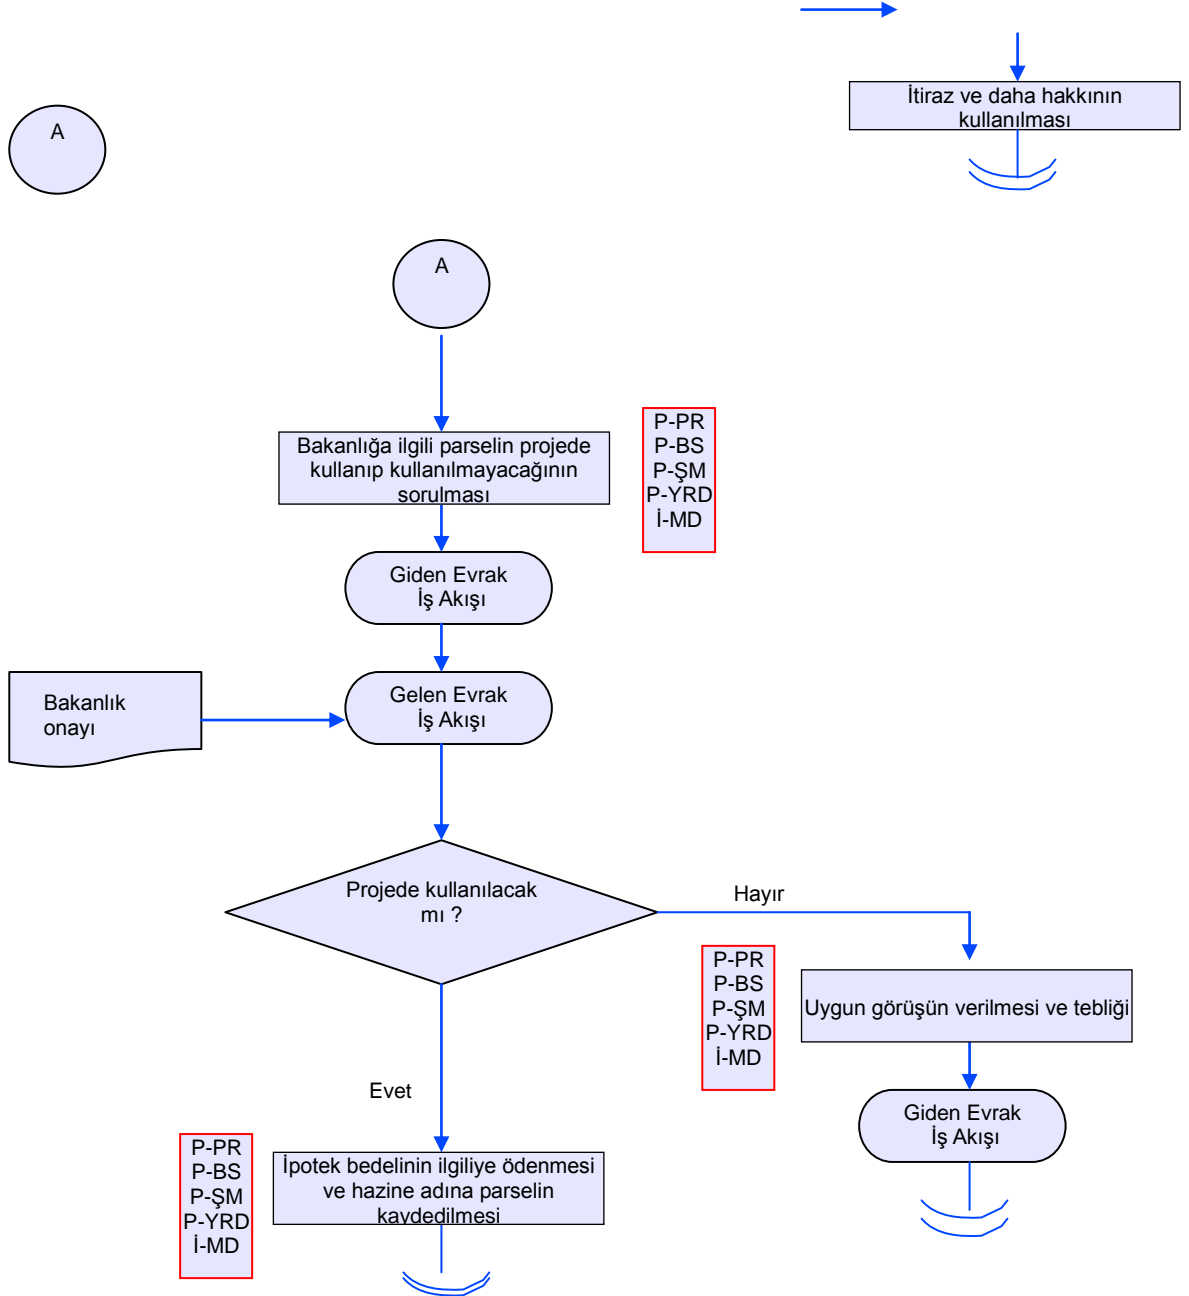 İtiraz ve daha hakkının
kullanılması
A
A
Bakanlığa ilgili parselin projede
kullanıp kullanılmayacağının
sorulması
P-PR
P-BS
P-ŞM
P-YRD
İ-MD
Giden Evrak
İş Akışı
Bakanlık
onayı
Gelen Evrak
İş Akışı
Projede kullanılacak
mı ?
Hayır
P-PR
P-BS
P-ŞM
P-YRD
İ-MD
Uygun görüşün verilmesi ve tebliği
Giden Evrak
İş Akışı
Evet
P-PR
P-BS
P-ŞM
P-YRD
İ-MD
İpotek bedelinin ilgiliye ödenmesi
ve hazine adına parselin
kaydedilmesi